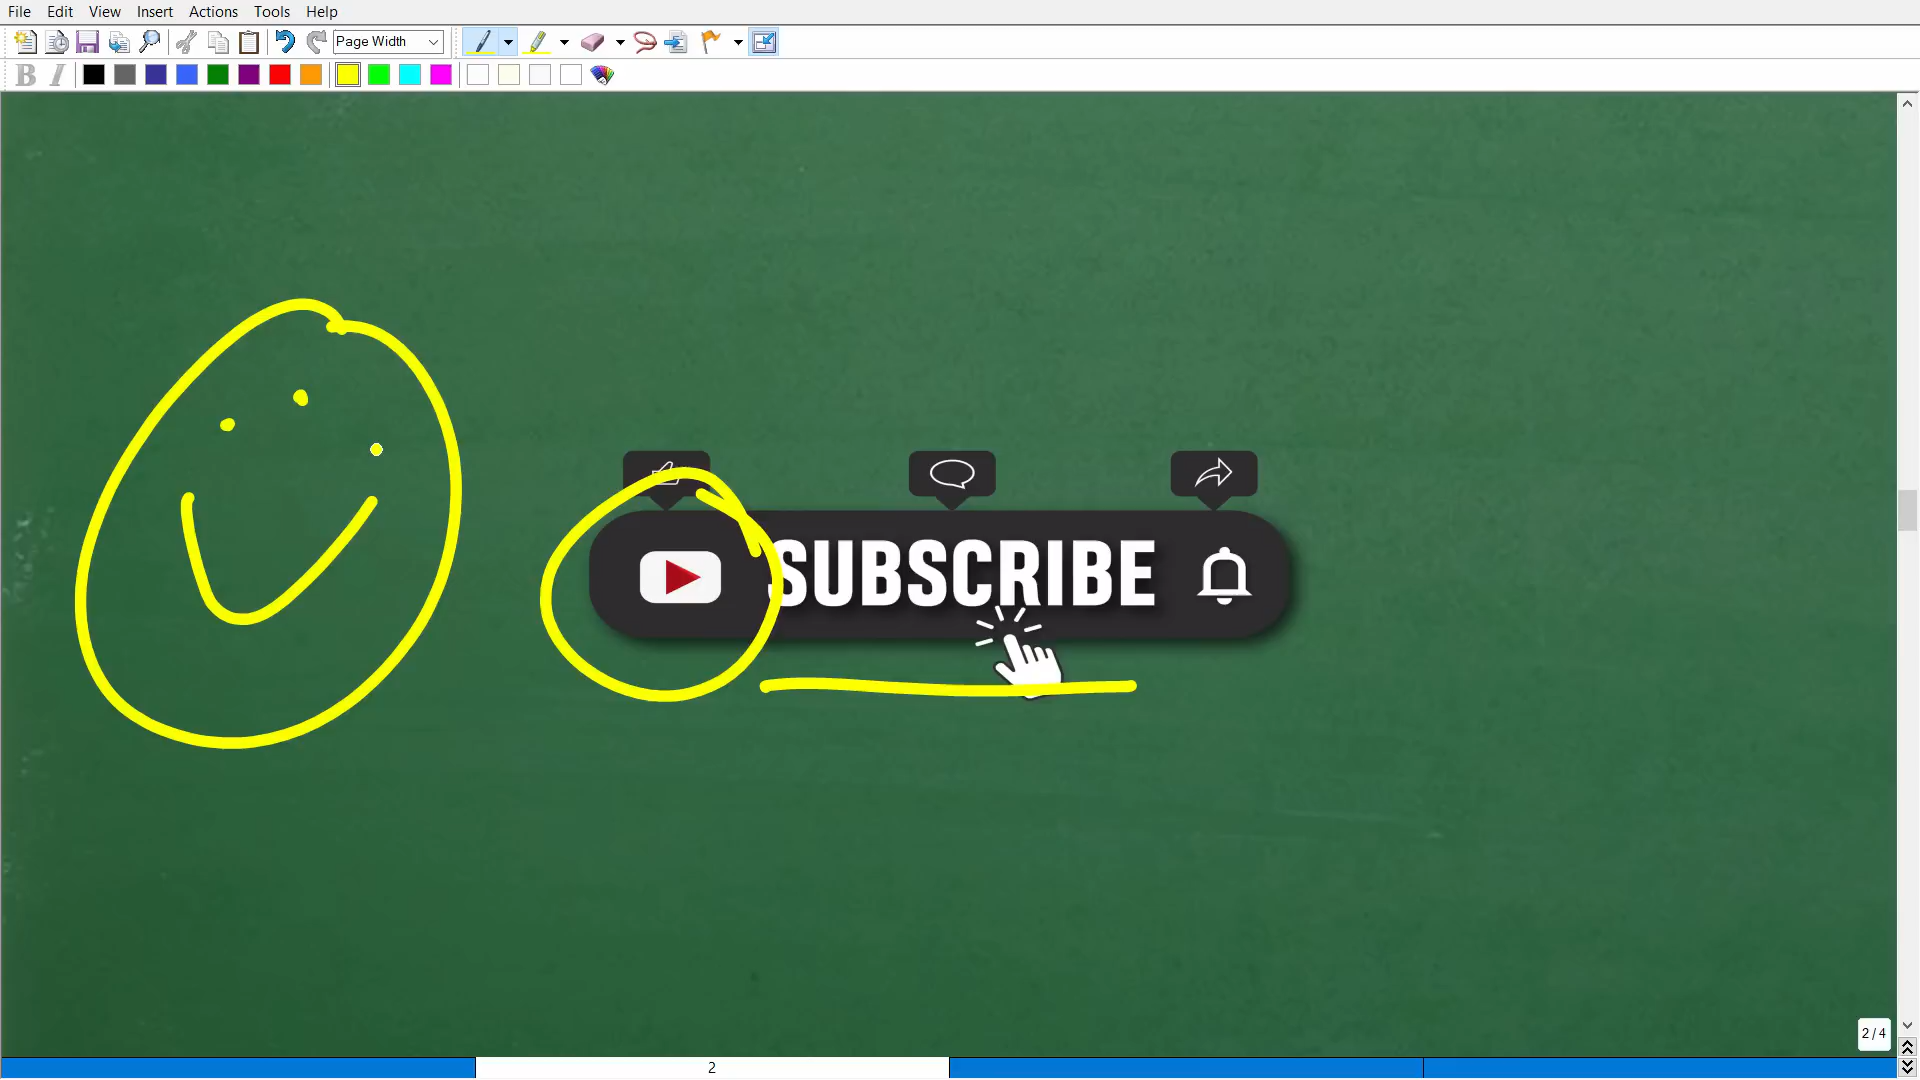 File Edit View Insert Actions Tools Help
Page Width
B I
SUBSCRIBE
2 / 4
2